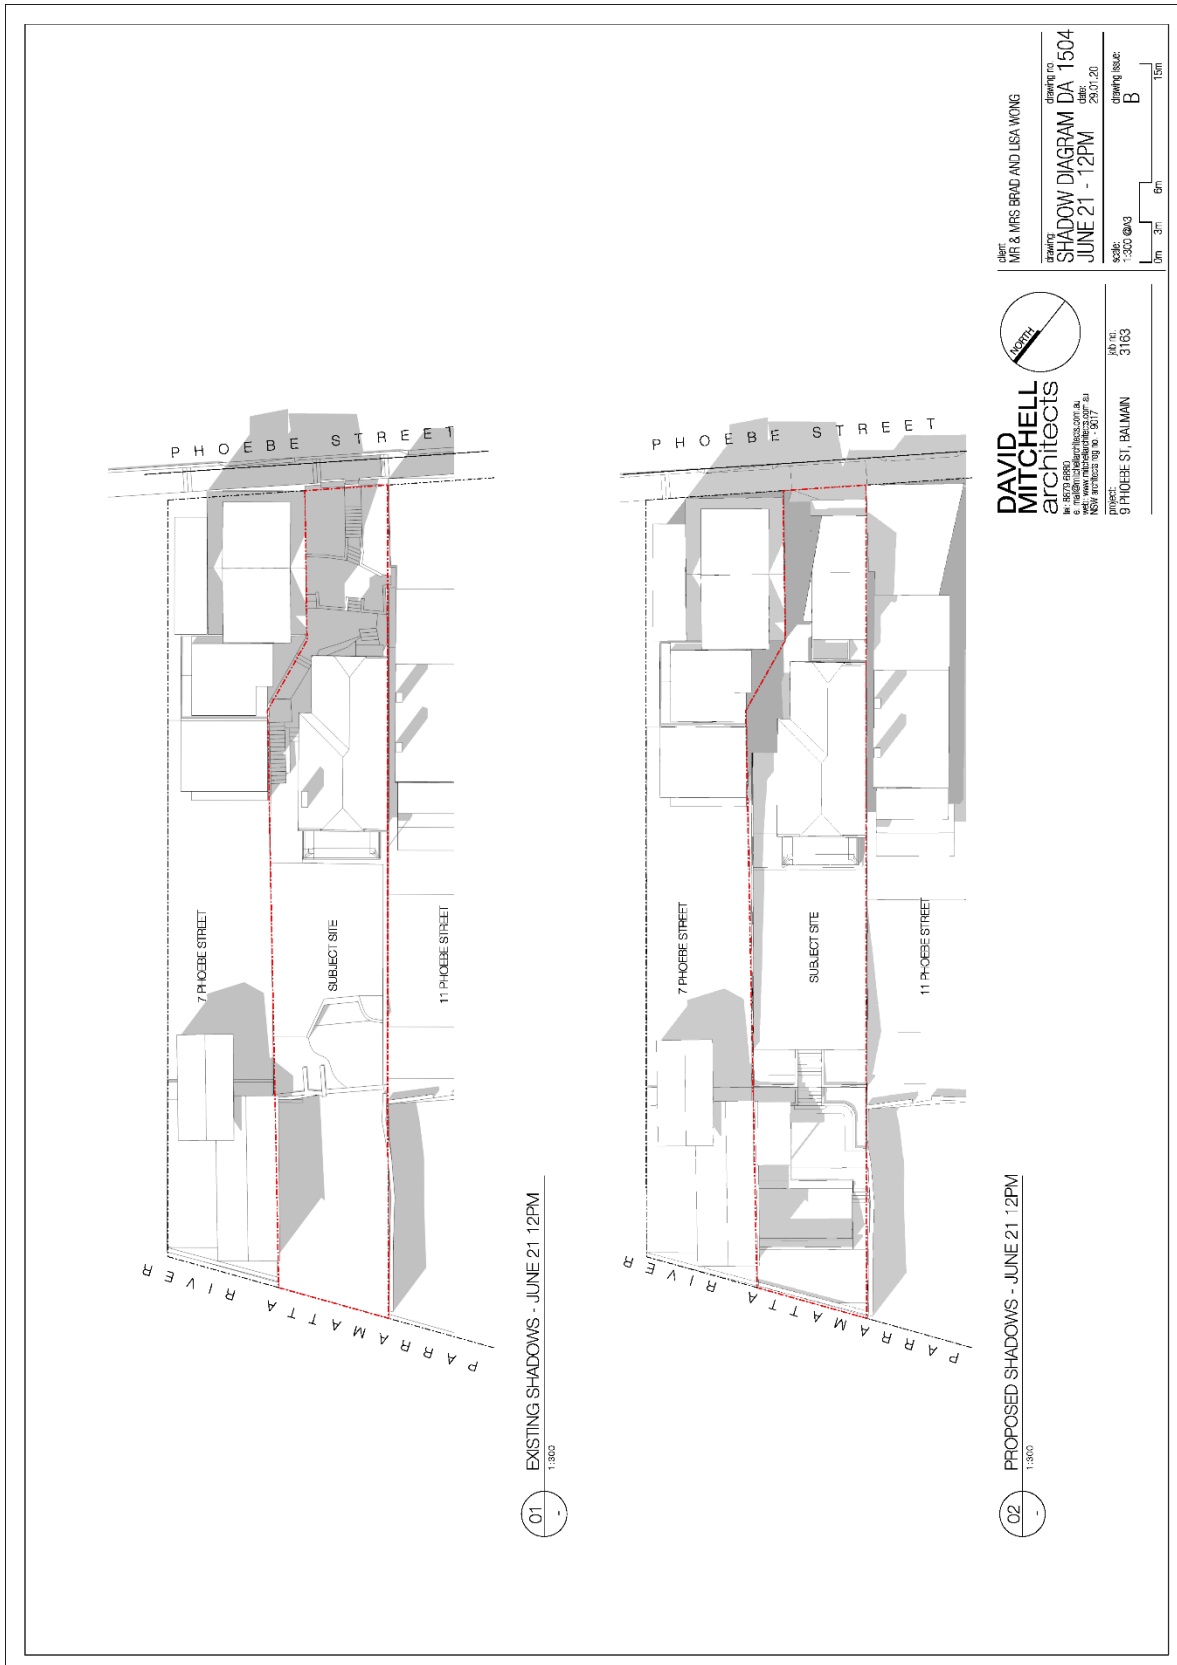 PHOEBE STREET
7 PHOEBE STREET
SUBJECT SITE
11 PHOEBE STREET
PARRAMATTA RIVER
01
-
EXISTING SHADOWS - JUNE 21 12PM
1:300
PHOEBE STREET
7 PHOEBE STREET
SUBJECT SITE
11 PHOEBE STREET
PARRAMATTA RIVER
02
-
PROPOSED SHADOWS - JUNE 21 12PM
1:300
DAVID
MITCHELL
architects
NORTH
project:
9 PHOEBE ST, BALMAIN
job no.
3163
client
MR & MRS BRAD AND LISA WONG
drawing:
SHADOW DIAGRAM
JUNE 21 - 12PM
drawing no.
DA 1504
date:
29.01.20
scale:
1:300 @A3
drawing issue:
B
0m 3m 6m 15m